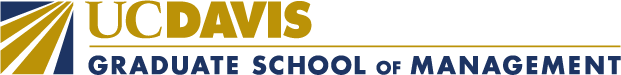 UCDAVIS
GRADUATE SCHOOL OF MANAGEMENT